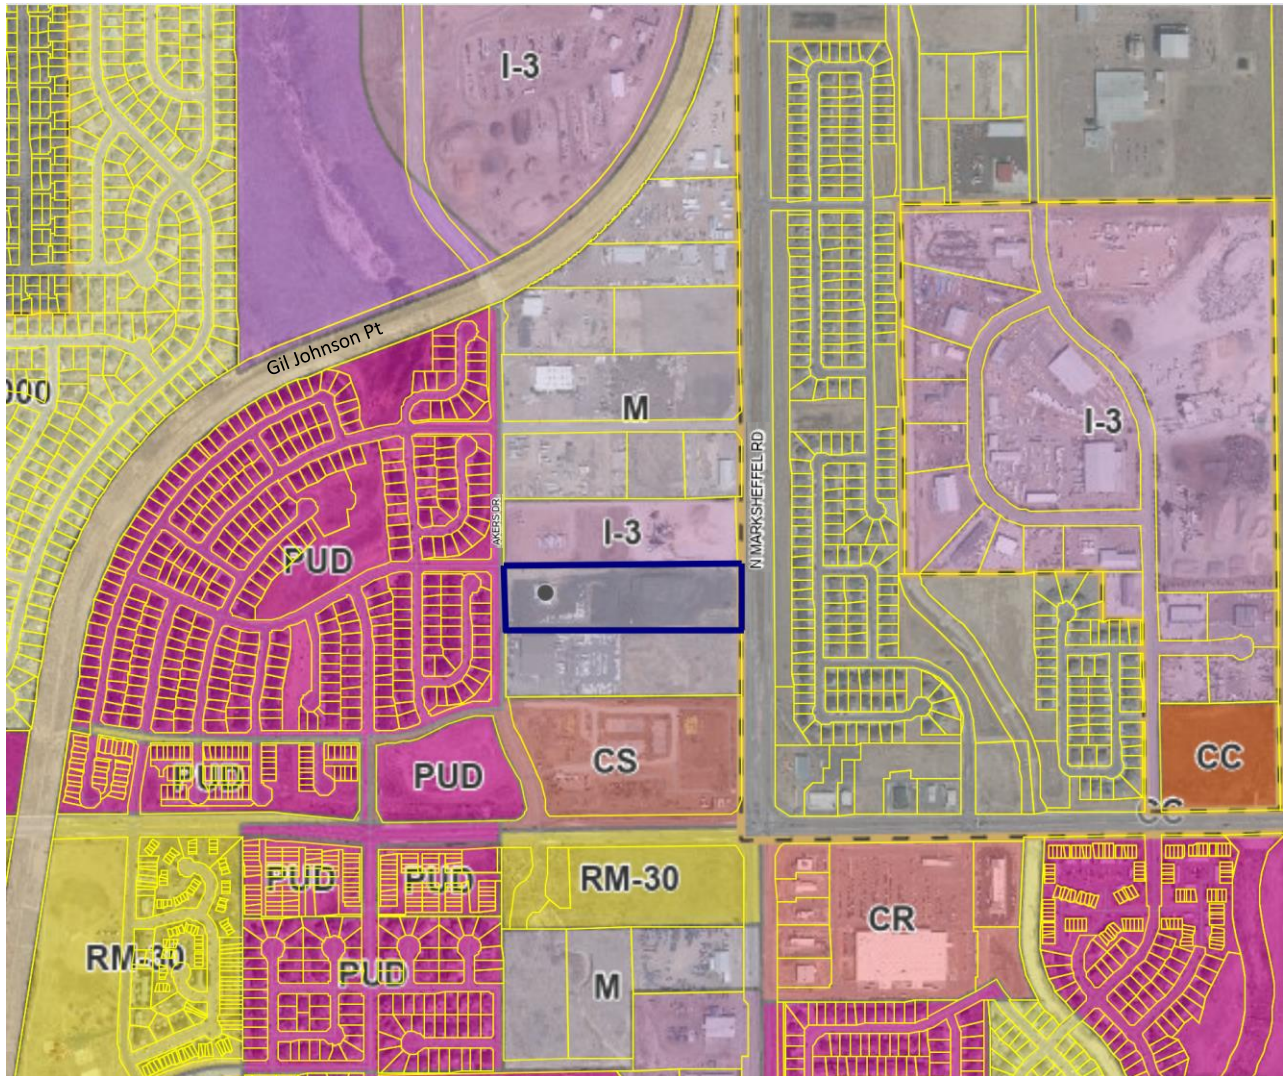 I-3
Gil Johnson Pt
000
M
I-3
N MARKSHEFFEL RD
AKERS DR
I-3
PUD
CS
CC
PUD
PUD
CC
RM-30
PUD
PUD
CR
RM-30
PUD
M